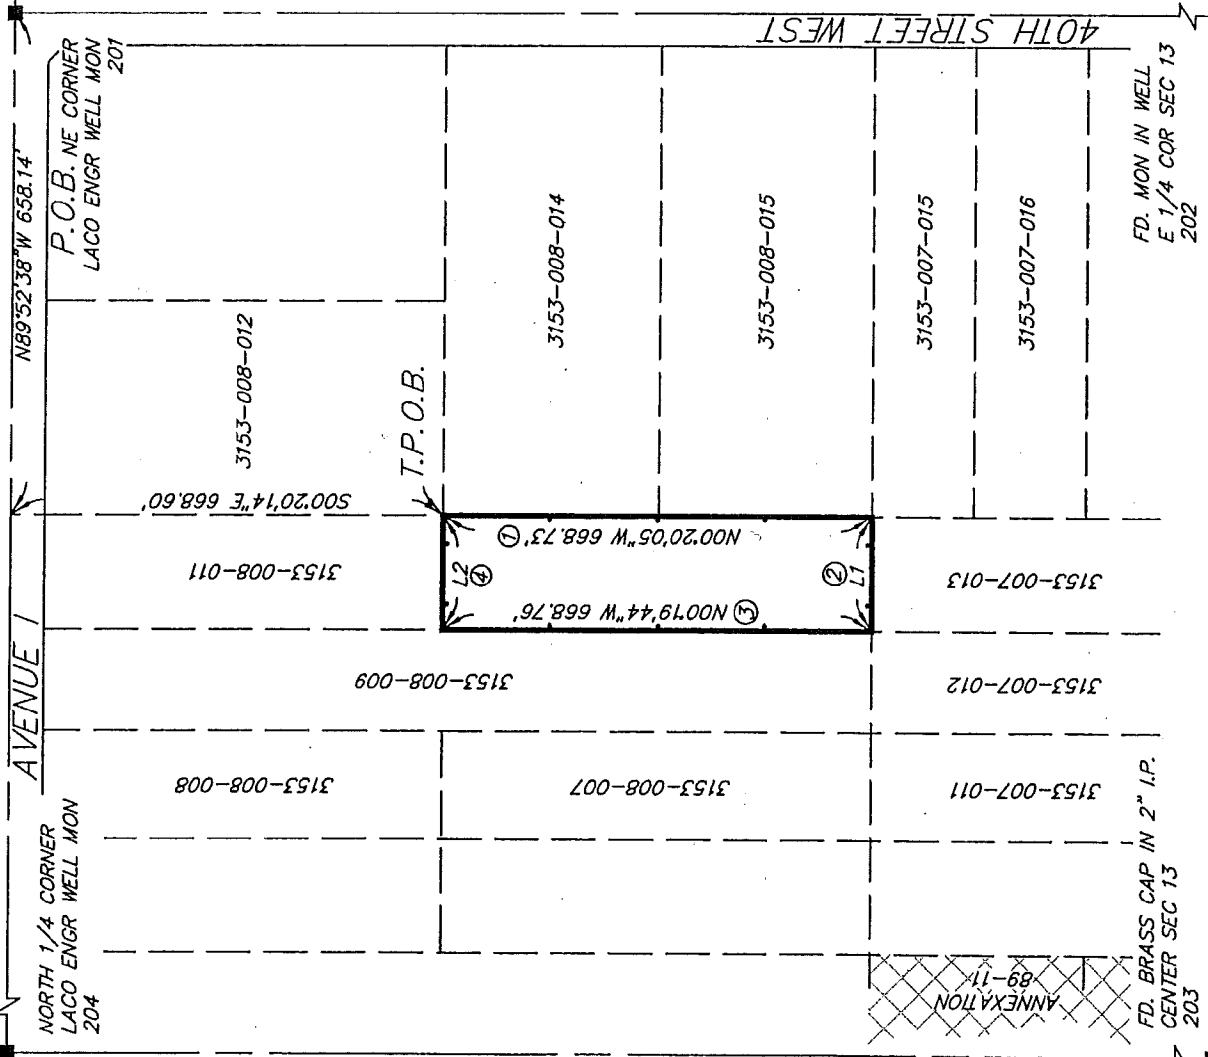 40TH STREET WEST
N89°52'38"W 658.14'
P.O.B. NE CORNER
LACO ENGR WELL MON
201
FD. MON IN WELL
E 1/4 COR SEC 13
202
3153-008-012
3153-008-014
3153-008-015
3153-007-015
3153-007-016
T.P.O.B.
S00°20'14"E 668.60'
3153-008-011
N00°20'05"W 668.73' 1
L2
4
2
L1
N00°19'44"W 668.76' 3
3153-007-013
AVENUE I
3153-008-009
3153-007-012
3153-008-008
3153-008-007
3153-007-011
NORTH 1/4 CORNER
LACO ENGR WELL MON
204
ANNEXATION
89-11
FD. BRASS CAP IN 2" I.P.
CENTER SEC 13
203